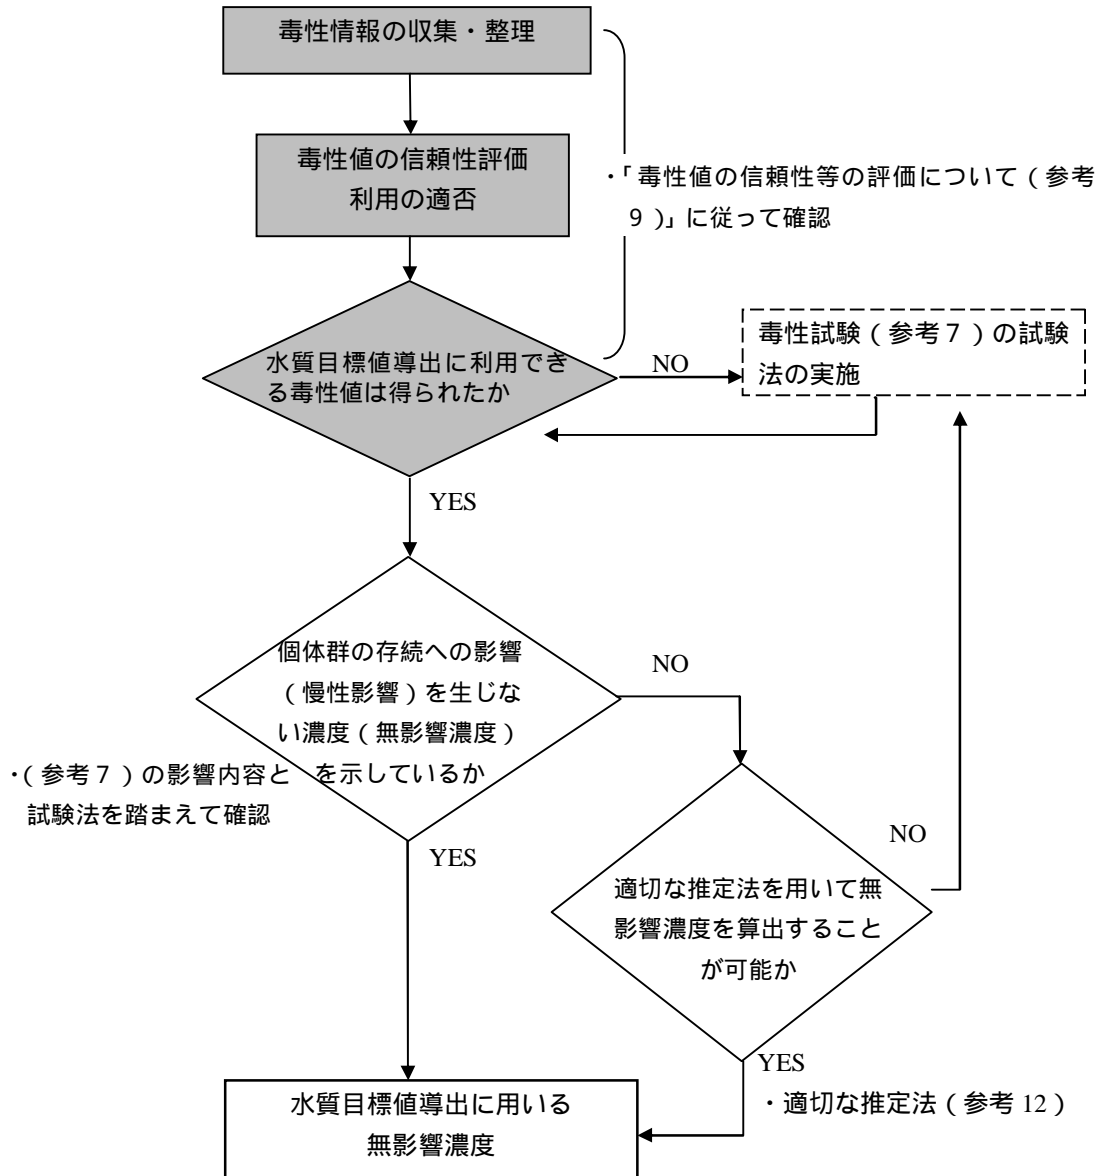 毒性情報の収集・整理
毒性値の信頼性評価
利用の適否
・「毒性値の信頼性等の評価について(参考
9)」に従って確認
水質目標値導出に利用でき
る毒性値は得られたか
NO
毒性試験(参考7)の試験
法の実施
YES
個体群の存続への影響
(慢性影響)を生じな
い濃度(無影響濃度)
を示しているか
NO
・(参考7)の影響内容と
試験法を踏まえて確認
YES
NO
適切な推定法を用いて無
影響濃度を算出すること
が可能か
YES
・適切な推定法(参考 12)
水質目標値導出に用いる
無影響濃度